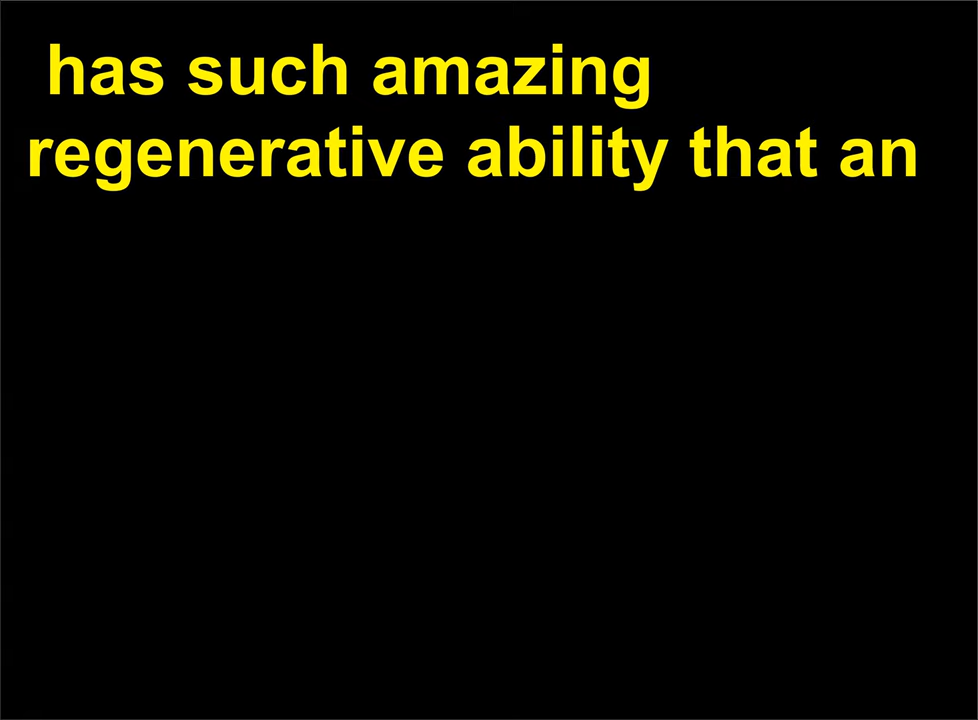 has such amazing
regenerative ability that an